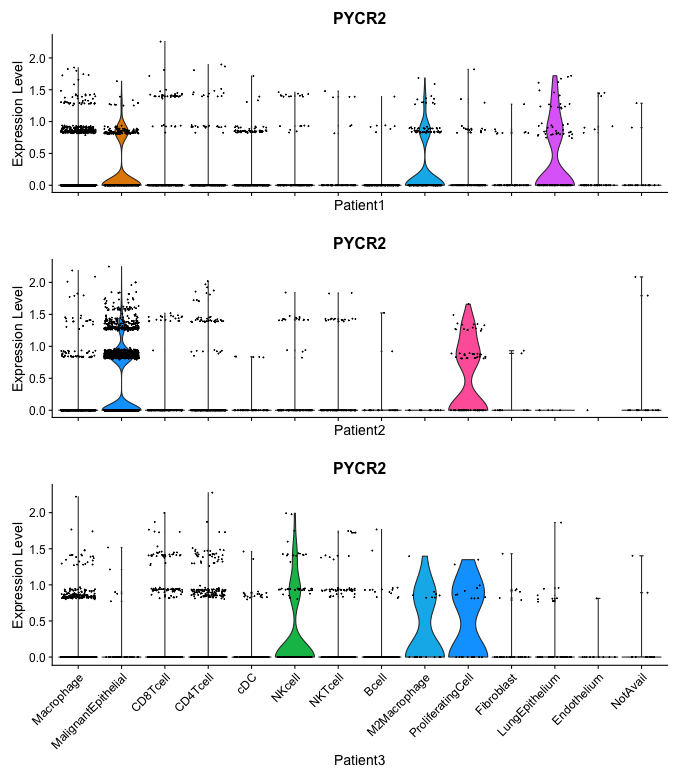 PYCR2
Expression Level
2.0
1.5
1.0
0.5
0.0
Patient1
PYCR2
Expression Level
2.0
1.5
1.0
0.5
0.0
Patient2
PYCR2
Expression Level
2.0
1.5
1.0
0.5
0.0
Macrophage
MalignantEpithelial
CD8Tcell
CD4Tcell
cDC
NKcell
NKTcell
Bcell
M2Macrophage
ProliferatingCell
Fibroblast
LungEpithelium
Endothelium
NotAvail
Patient3